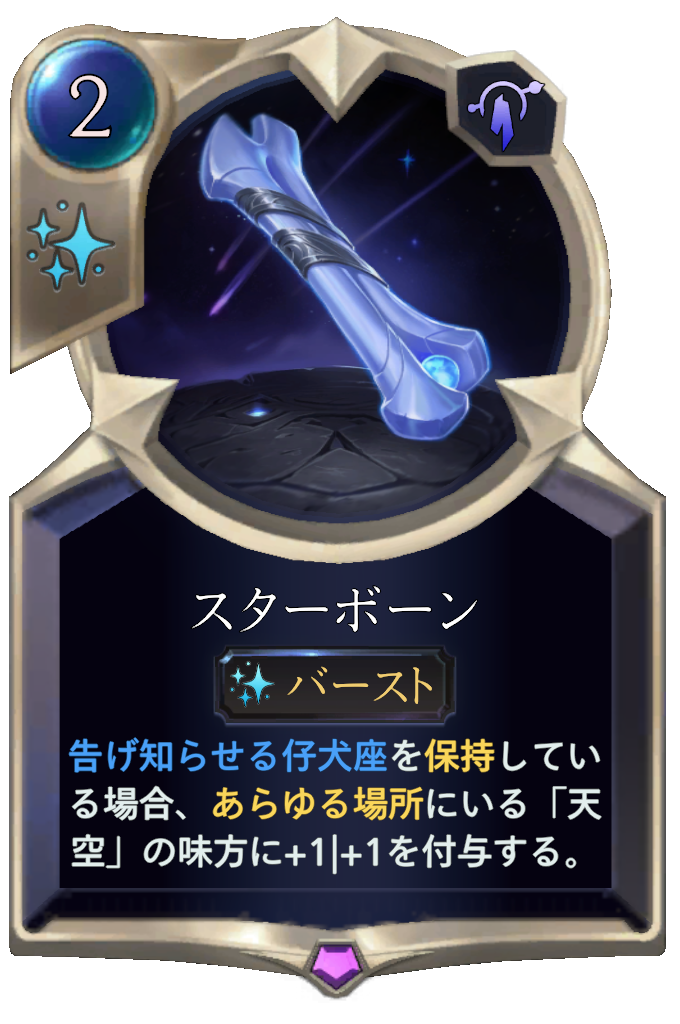 2
スターボーン
バースト
告げ知らせる仔犬座を保持してい
る場合、あらゆる場所にいる「天
空」の味方に+1|+1を付与する。